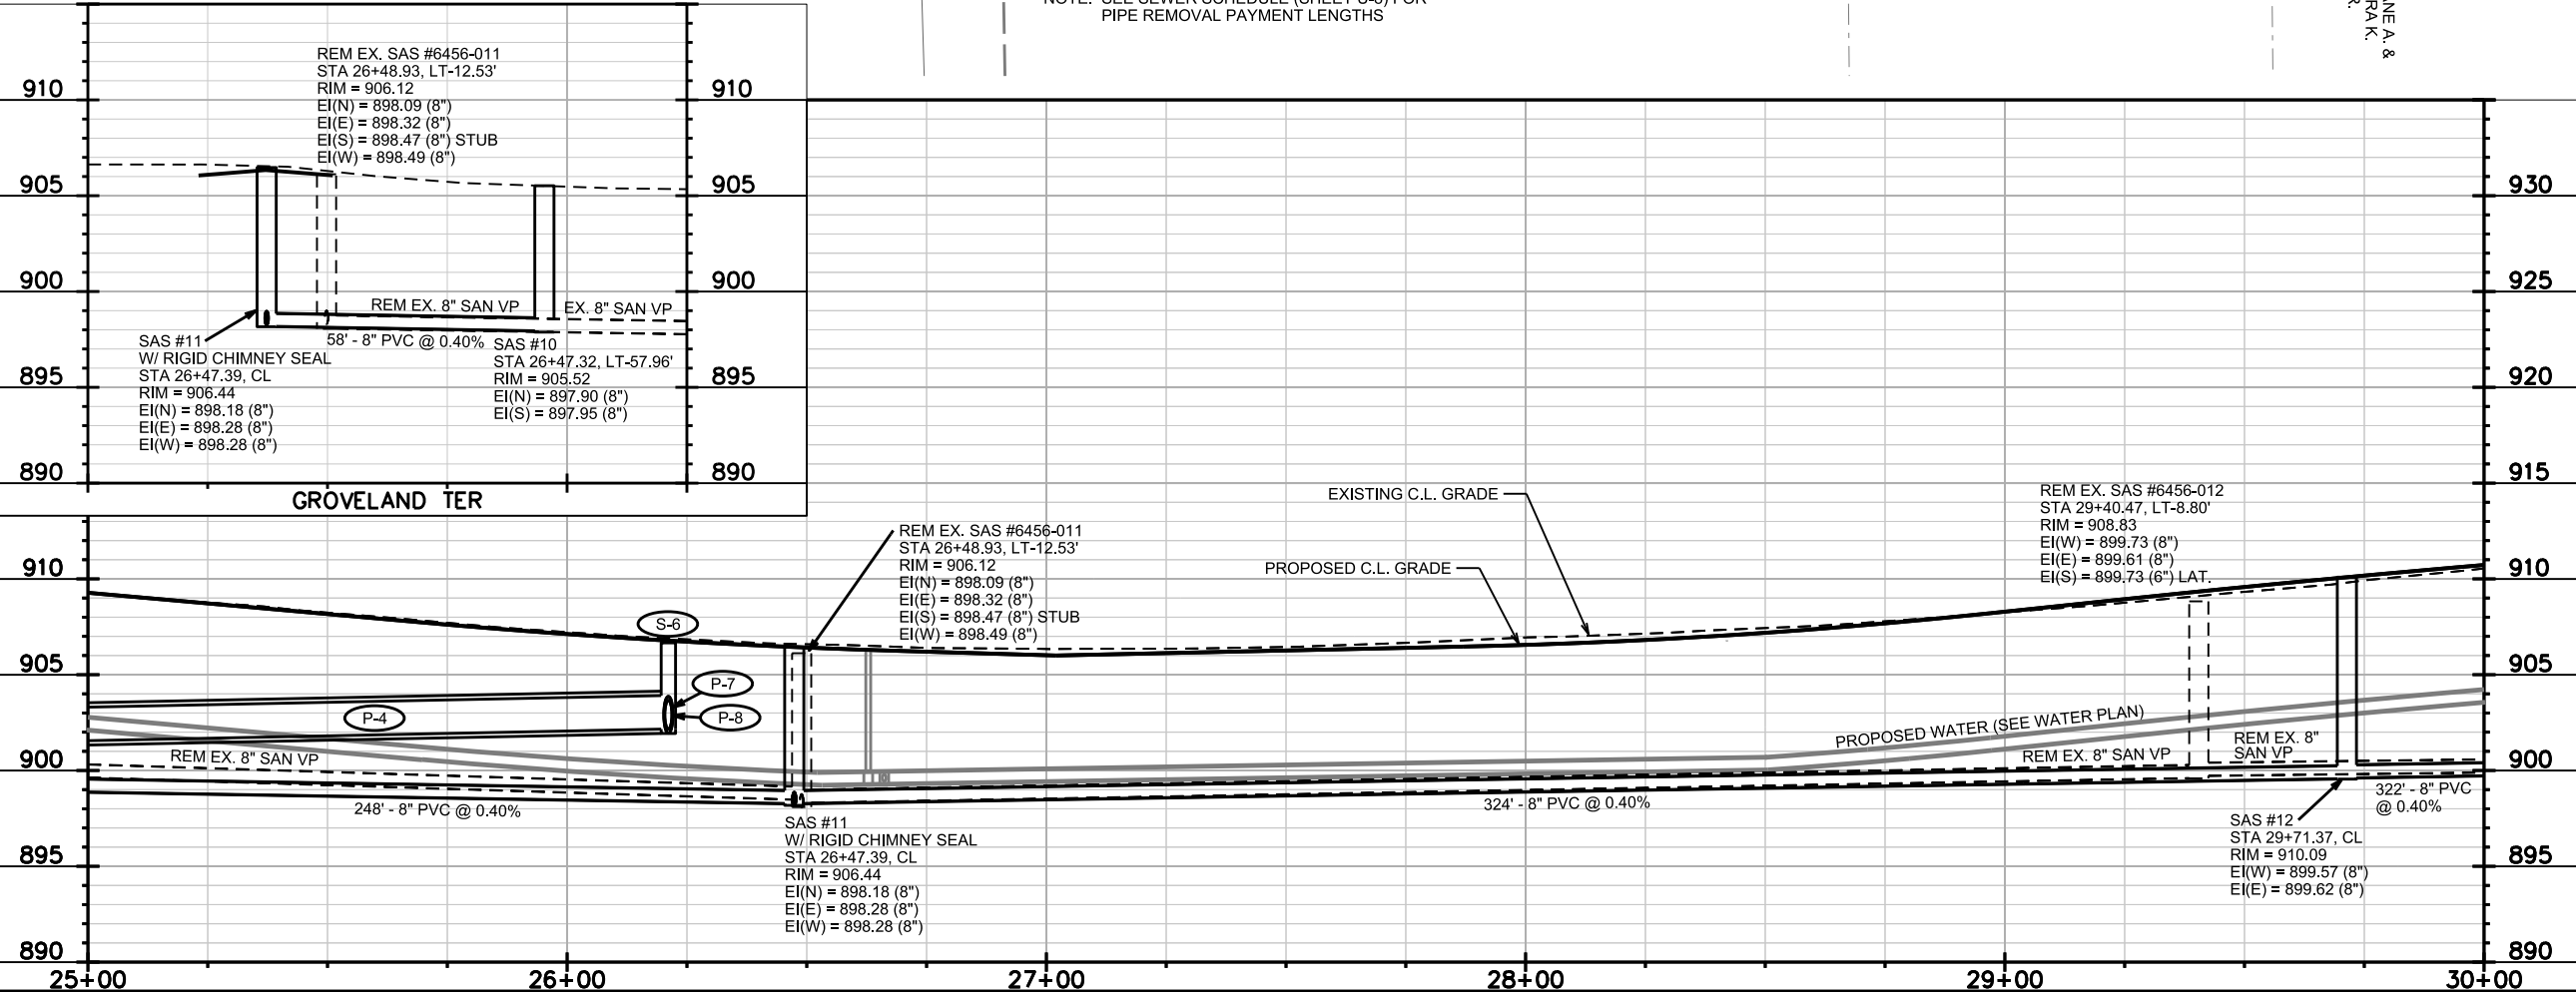 NOTE: SEE SEWER SCHEDULE (SHEET U-6) FOR
PIPE REMOVAL PAYMENT LENGTHS
REM EX. SAS #6456-011
STA 26+48.93, LT-12.53'
RIM = 906.12
EI(N) = 898.09 (8")
EI(E) = 898.32 (8")
EI(S) = 898.47 (8") STUB
EI(W) = 898.49 (8")
910
905
900
895
890
910
905
900
895
890
REM EX. 8" SAN VP
EX. 8" SAN VP
58' - 8" PVC @ 0.40%
SAS #11
W/ RIGID CHIMNEY SEAL
STA 26+47.39, CL
RIM = 906.44
EI(N) = 898.18 (8")
EI(E) = 898.28 (8")
EI(W) = 898.28 (8")
SAS #10
STA 26+47.32, LT-57.96'
RIM = 905.52
EI(N) = 897.90 (8")
EI(S) = 897.95 (8")
GROVELAND TER
930
925
920
915
910
905
900
895
890
910
905
900
895
890
REM EX. SAS #6456-011
STA 26+48.93, LT-12.53'
RIM = 906.12
EI(N) = 898.09 (8")
EI(E) = 898.32 (8")
EI(S) = 898.47 (8") STUB
EI(W) = 898.49 (8")
EXISTING C.L. GRADE
PROPOSED C.L. GRADE
REM EX. SAS #6456-012
STA 29+40.47, LT-8.80'
RIM = 908.83
EI(W) = 899.73 (8")
EI(E) = 899.61 (8")
EI(S) = 899.73 (6") LAT.
S-6
P-7
P-8
P-4
REM EX. 8" SAN VP
248' - 8" PVC @ 0.40%
SAS #11
W/ RIGID CHIMNEY SEAL
STA 26+47.39, CL
RIM = 906.44
EI(N) = 898.18 (8")
EI(E) = 898.28 (8")
EI(W) = 898.28 (8")
PROPOSED WATER (SEE WATER PLAN)
REM EX. 8" SAN VP
REM EX. 8"
SAN VP
324' - 8" PVC @ 0.40%
322' - 8" PVC
@ 0.40%
SAS #12
STA 29+71.37, CL
RIM = 910.09
EI(W) = 899.57 (8")
EI(E) = 899.62 (8")
25+00
26+00
27+00
28+00
29+00
30+00